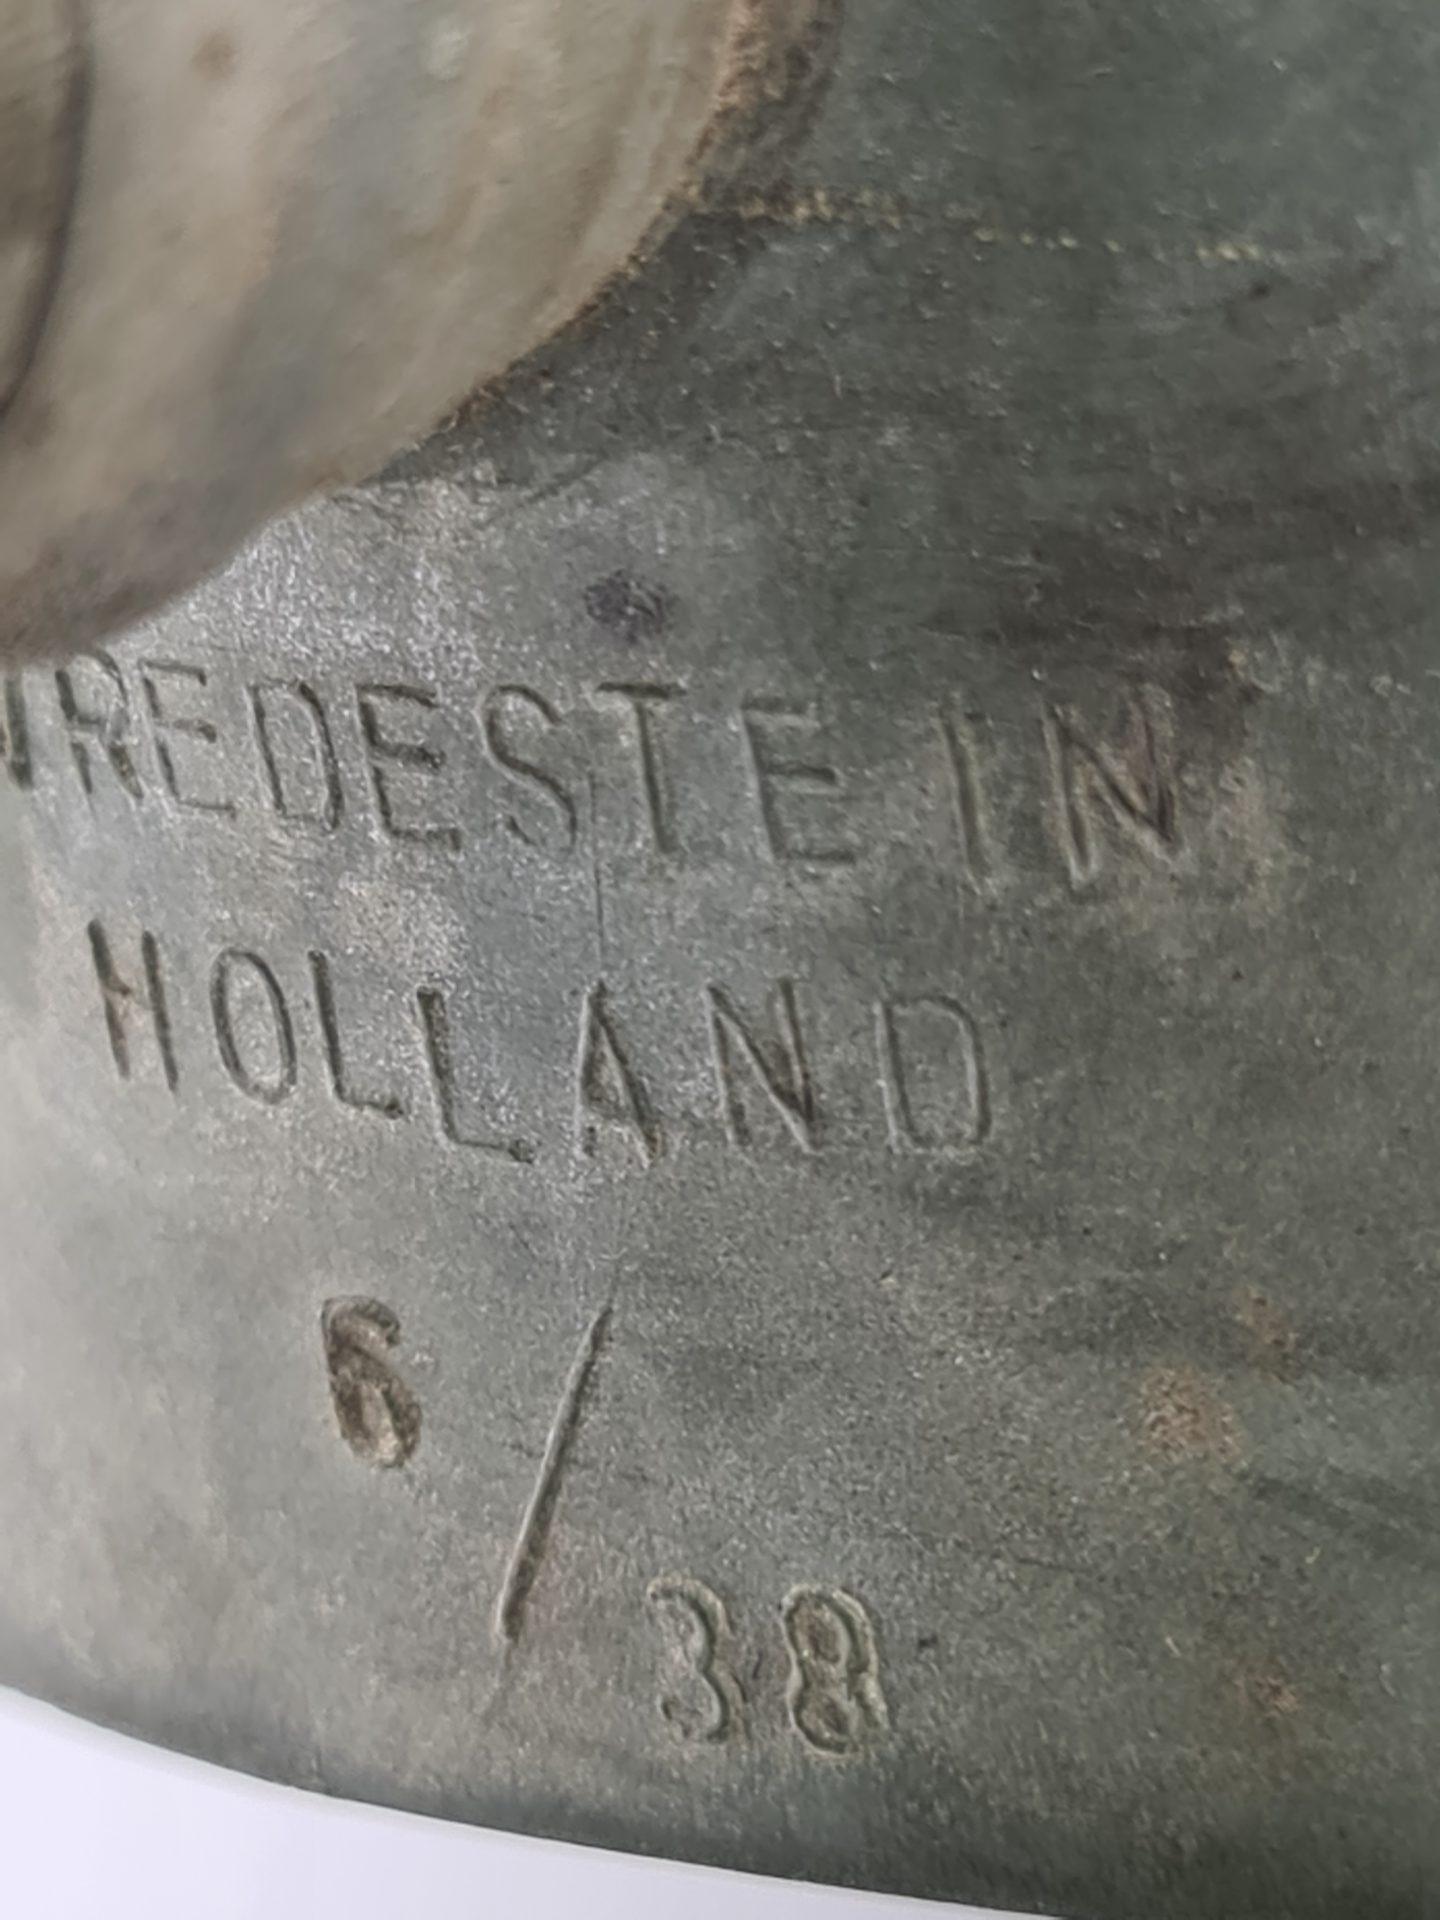 VREDESTEIN
HOLLAND
6/38